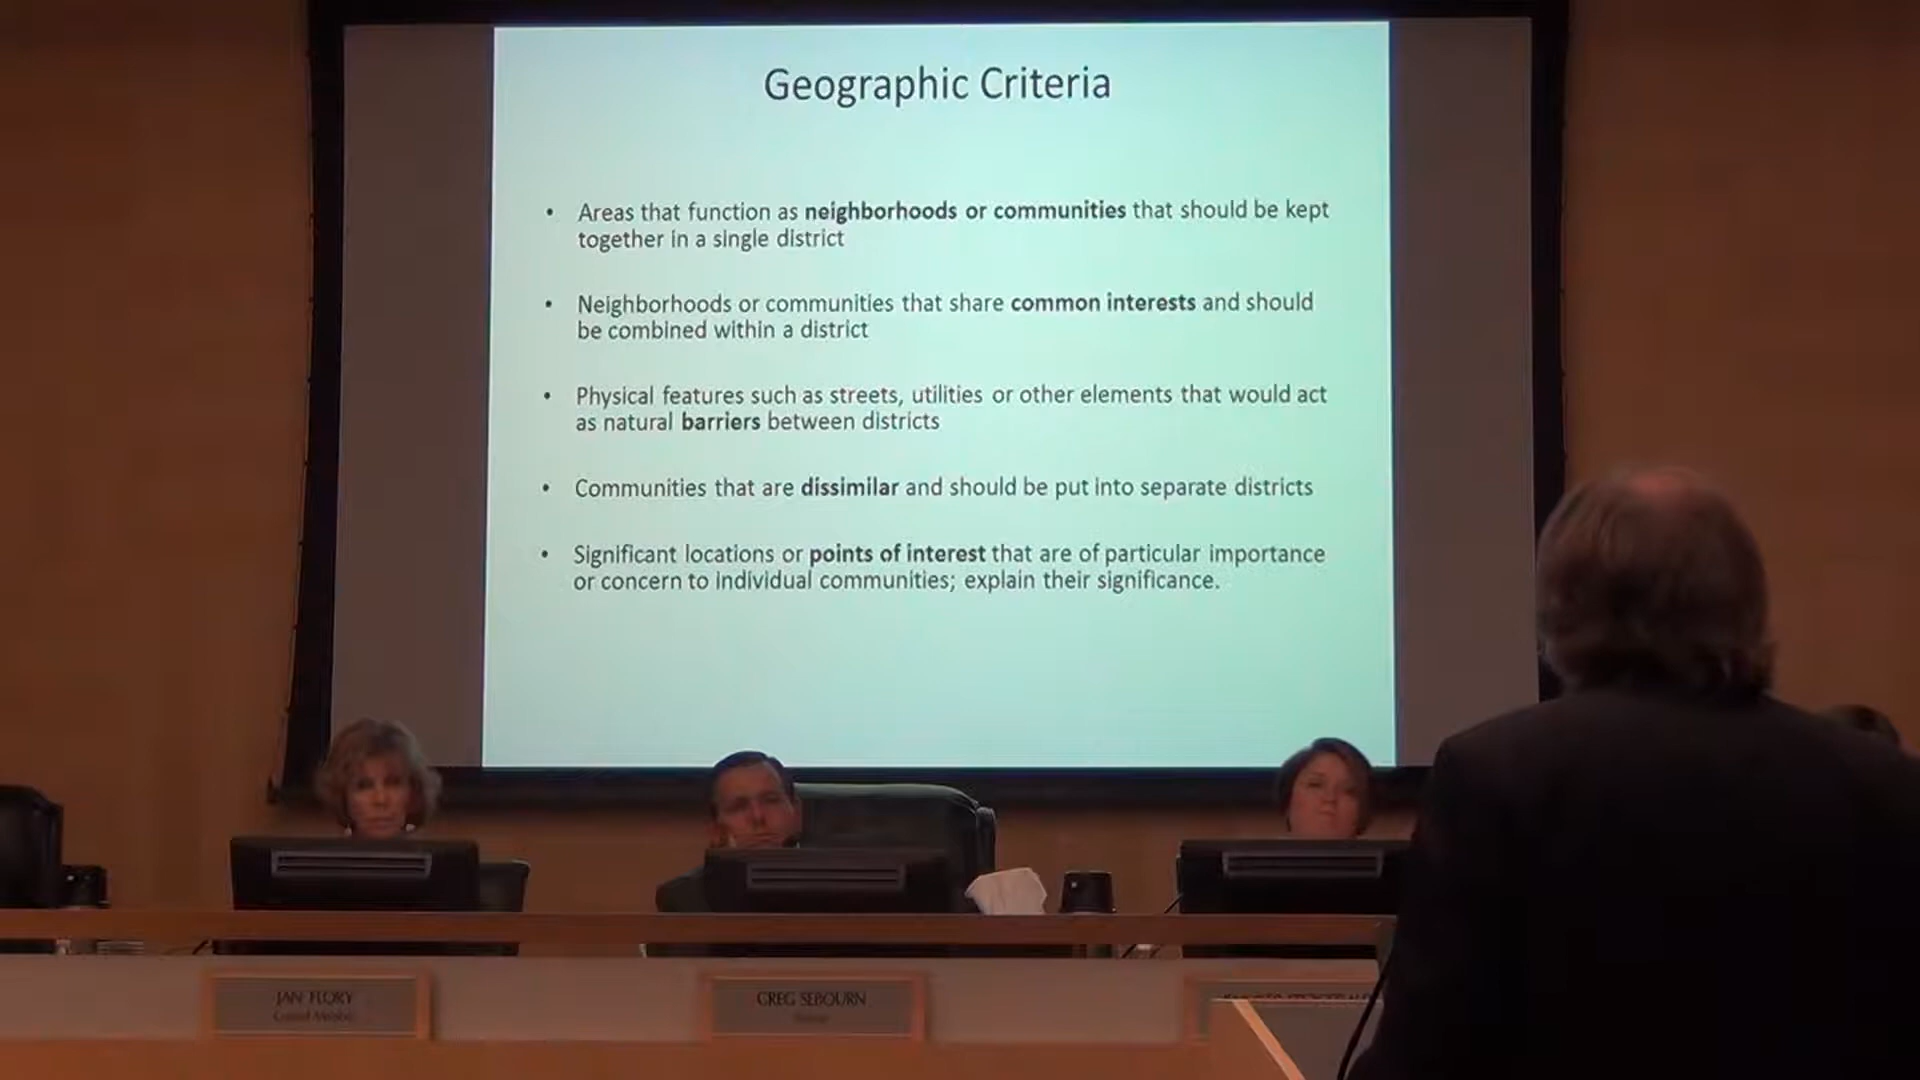 Geographic Criteria
• Areas that function as neighborhoods or communities that should be kept
together in a single district
• Neighborhoods or communities that share common interests and should
be combined within a district
• Physical features such as streets, utilities or other elements that would act
as natural barriers between districts
• Communities that are dissimilar and should be put into separate districts
• Significant locations or points of interest that are of particular importance
or concern to individual communities; explain their significance.
JAN FLORY
Council Member
GREG SEBOURN